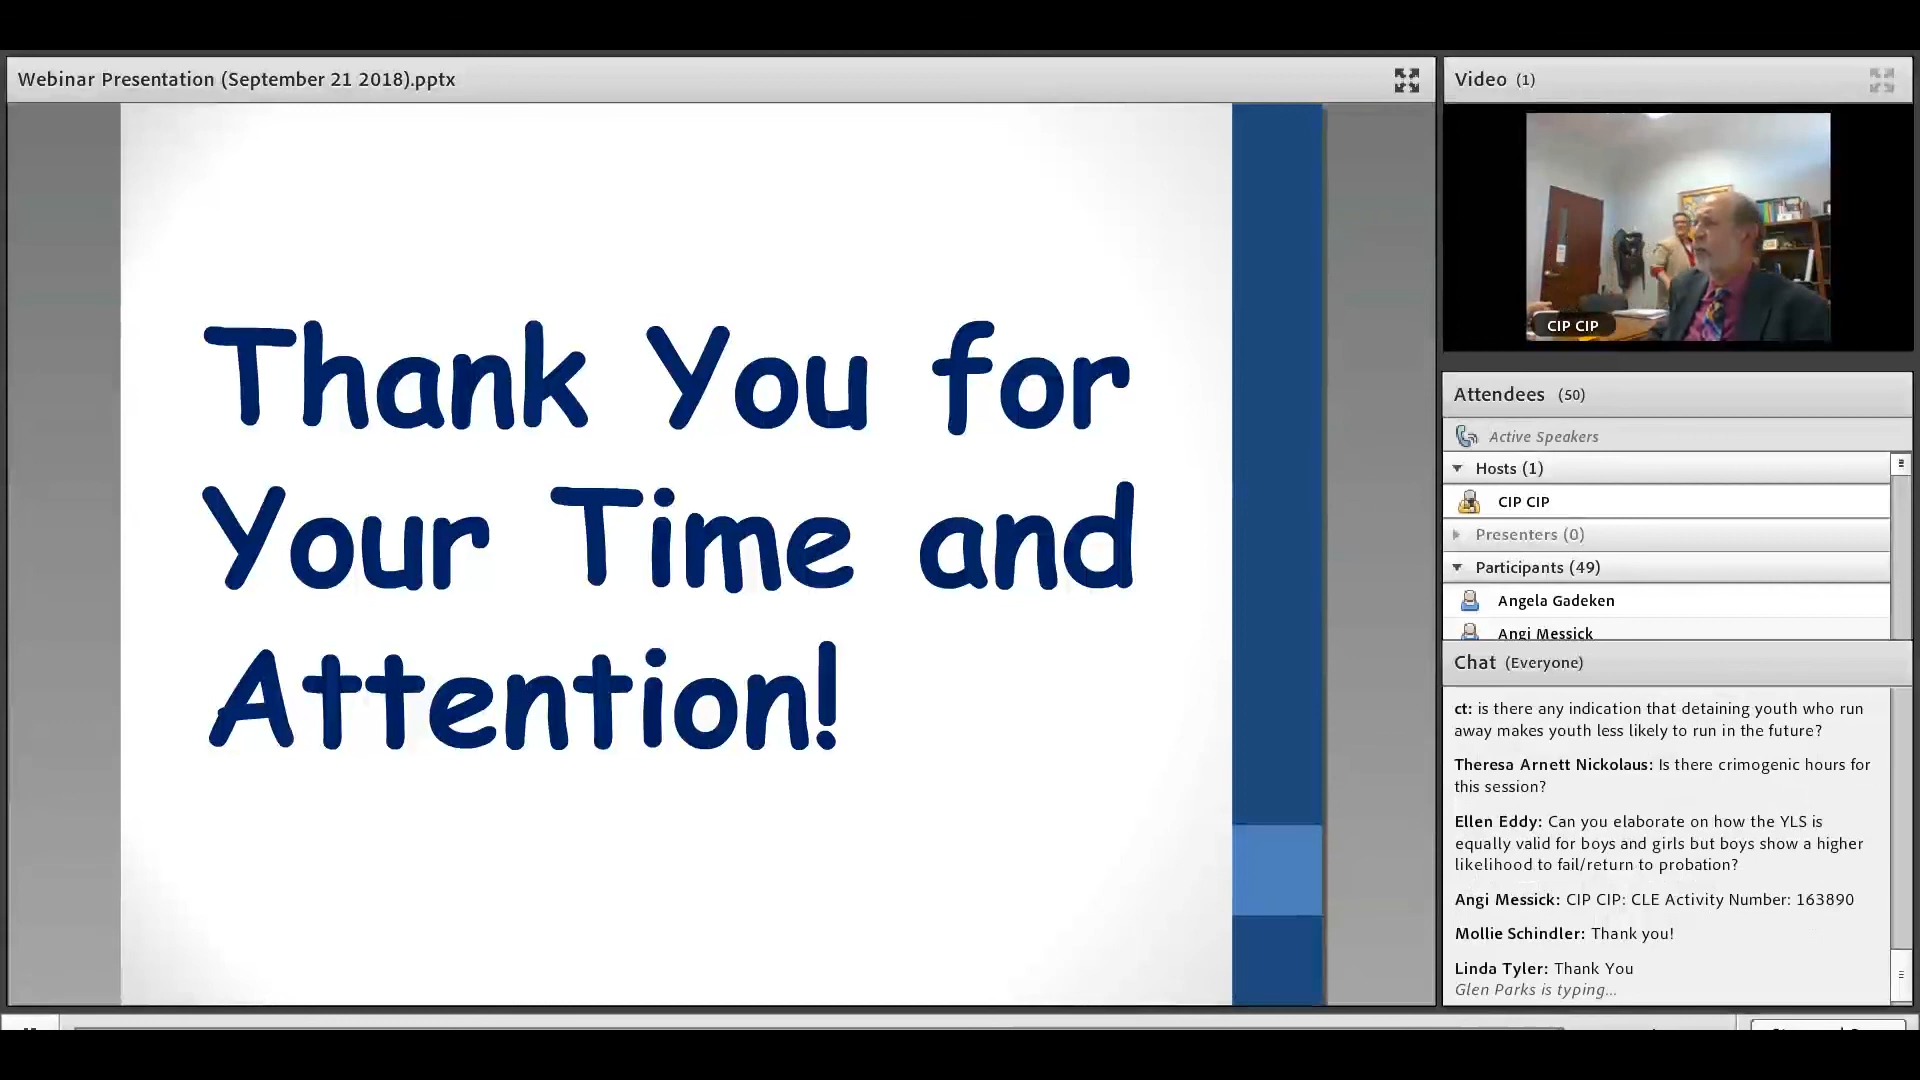 Webinar Presentation (September 21 2018).pptx
Thank You for
Your Time and
Attention!
Video (1)
CIP CIP
Attendees (50)
Active Speakers
Hosts (1)
CIP CIP
Presenters (0)
Participants (49)
Angela Gadeken
Angi Messick
Chat (Everyone)
ct: is there any indication that detaining youth who run
away makes youth less likely to run in the future?
Theresa Arnett Nickolaus: Is there crimogenic hours for
this session?
Ellen Eddy: Can you elaborate on how the YLS is
equally valid for boys and girls but boys show a higher
likelihood to fail/return to probation?
Angi Messick: CIP CIP: CLE Activity Number: 163890
Mollie Schindler: Thank you!
Linda Tyler: Thank You
Glen Parks is typing...